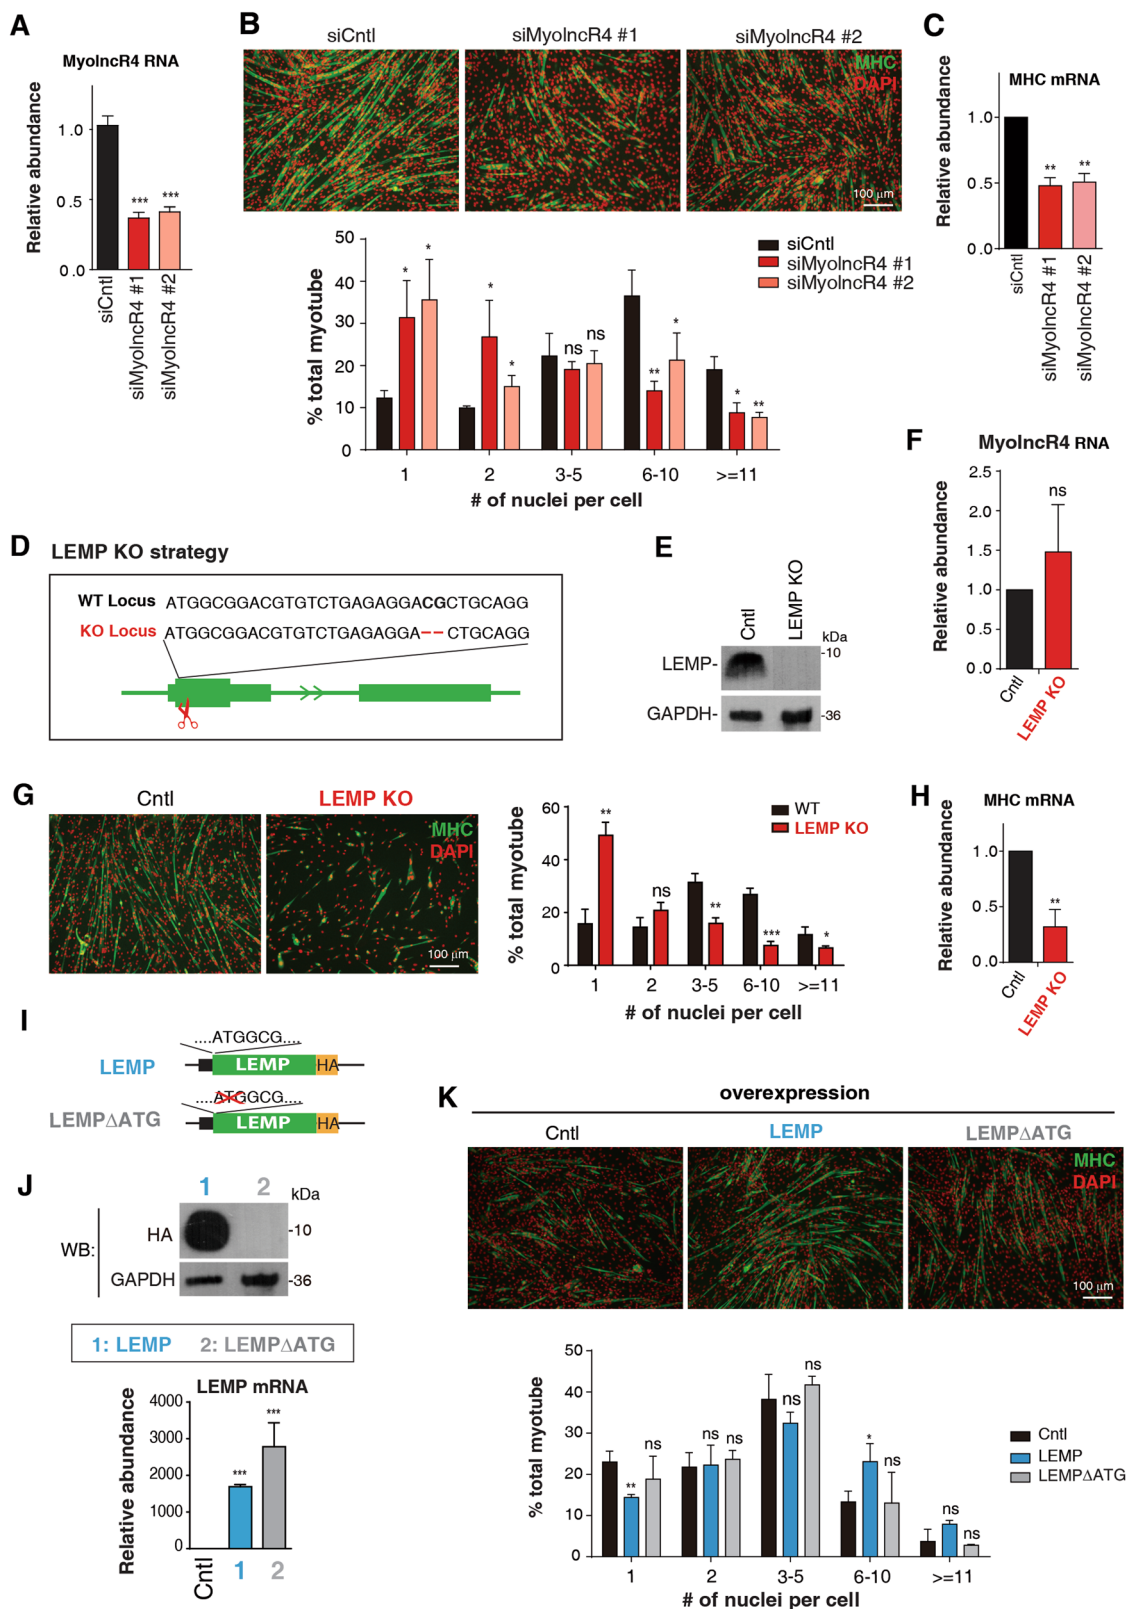 A
MyolncR4 RNA
Relative abundance
1.0
0.5
0.0
***
***
siCntl
siMyolncR4 #1
siMyolncR4 #2
B
siCntl
siMyolncR4 #1
siMyolncR4 #2
MHC
DAPI
100 µm
% total myotube
50
40
30
20
10
0
* * * * ns ns ** * * **
siCntl
siMyolncR4 #1
siMyolncR4 #2
1 2 3-5 6-10 >=11
# of nuclei per cell
C
MHC mRNA
Relative abundance
1.0
0.5
0.0
**
**
siCntl
siMyolncR4 #1
siMyolncR4 #2
D
LEMP KO strategy
WT Locus ATGGCGGACGTGTCTGAGAGGACGCTGCAGG
KO Locus ATGGCGGACGTGTCTGAGAGGA-- CTGCAGG
E
Cntl
LEMP KO
kDa
LEMP-
-10
GAPDH-
-36
F
MyolncR4 RNA
Relative abundance
2.5
2.0
1.5
1.0
0.5
0.0
ns
Cntl
LEMP KO
G
Cntl
LEMP KO
MHC
DAPI
100 µm
% total myotube
60
40
20
0
** ns ** *** *
WT
LEMP KO
1 2 3-5 6-10 >=11
# of nuclei per cell
H
MHC mRNA
Relative abundance
1.0
0.5
0.0
**
Cntl
LEMP KO
I
....ATGGCG....
LEMP
LEMP
HA
....ATGGCG....
LEMP∆ATG
LEMP
HA
J
1 2
kDa
WB:
HA
-10
GAPDH
-36
1: LEMP 2: LEMP∆ATG
LEMP mRNA
Relative abundance
4000
3000
2000
1000
0
***
***
Cntl
1
2
K
overexpression
Cntl
LEMP
LEMP∆ATG
MHC
DAPI
100 µm
% total myotube
50
40
30
20
10
0
** ns ns ns ns ns * ns ns ns
Cntl
LEMP
LEMP∆ATG
1 2 3-5 6-10 >=11
# of nuclei per cell